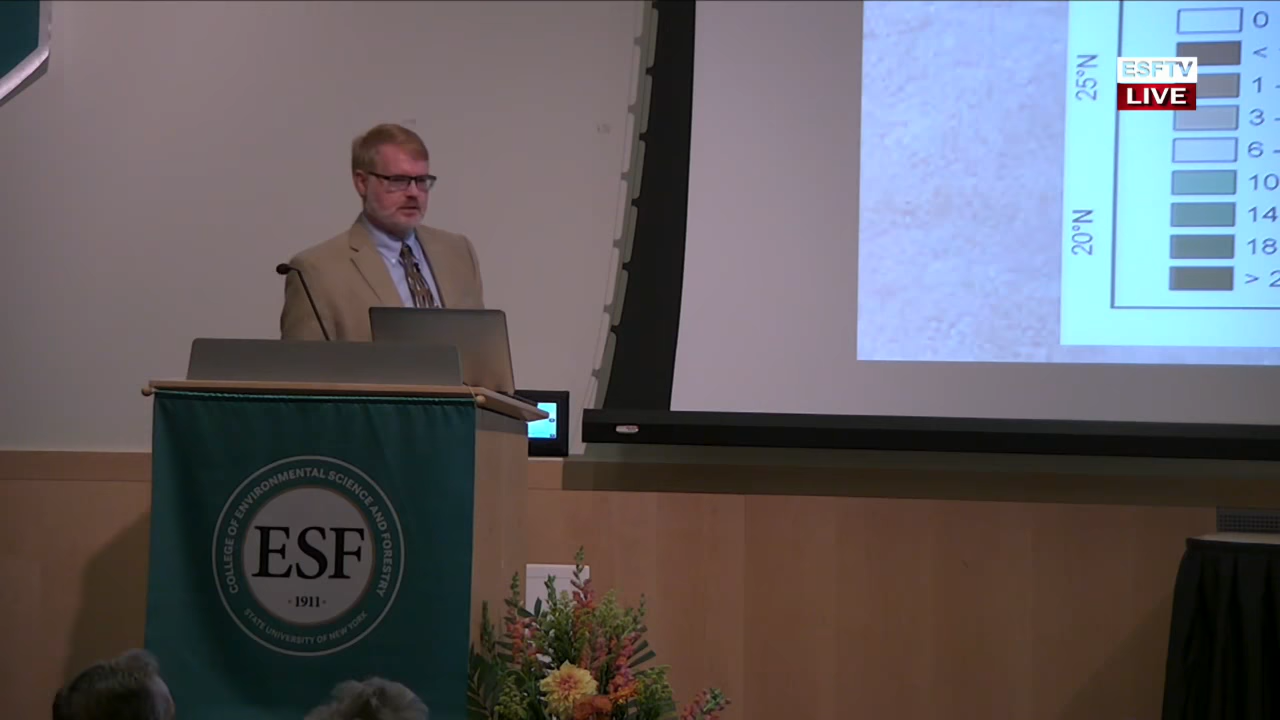 ESFTV
LIVE
25°N
20°N
0
<
1 -
3 -
6 -
10
14
18
> 2
COLLEGE OF ENVIRONMENTAL SCIENCE AND FORESTRY
ESF
·1911·
STATE UNIVERSITY OF NEW YORK